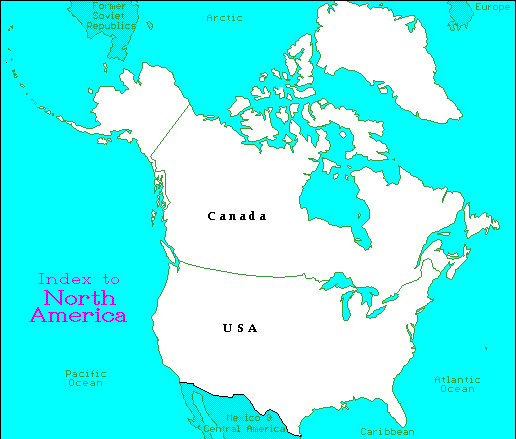 Former
Soviet
Republics
Arctic
Europe
Canada
Index to
North
America
USA
Pacific
Ocean
Atlantic
Ocean
Mexico &
Central America
Caribbean